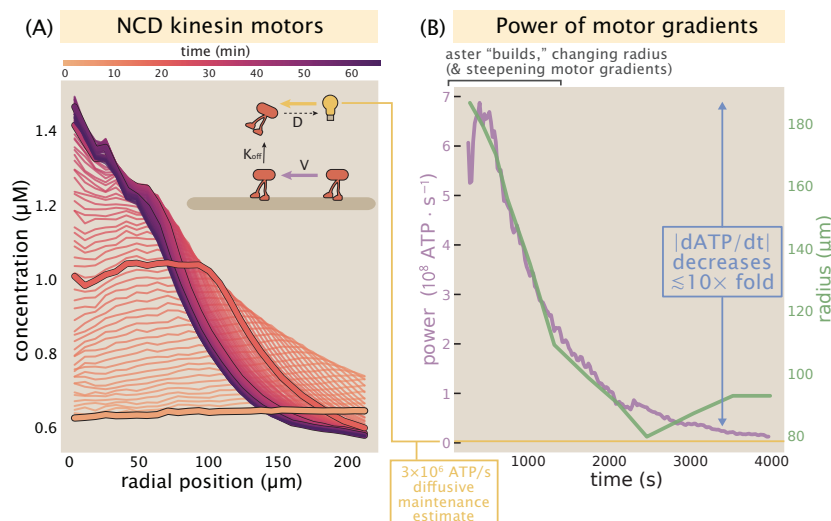 (A) NCD kinesin motors
time (min)
0 10 20 30 40 50 60
1.4
1.2
1.0
0.8
0.6
concentration (μM)
D
Koff
V
0 50 100 150 200
radial position (μm)
(B) Power of motor gradients
aster “builds,” changing radius
(& steepening motor gradients)
7
6
5
4
3
2
1
0
power (10⁸ ATP · s⁻¹)
|dATP/dt|
decreases
≲10× fold
180
160
140
120
100
80
radius (μm)
1000 2000 3000 4000
time (s)
3×10⁶ ATP/s
diffusive
maintenance
estimate